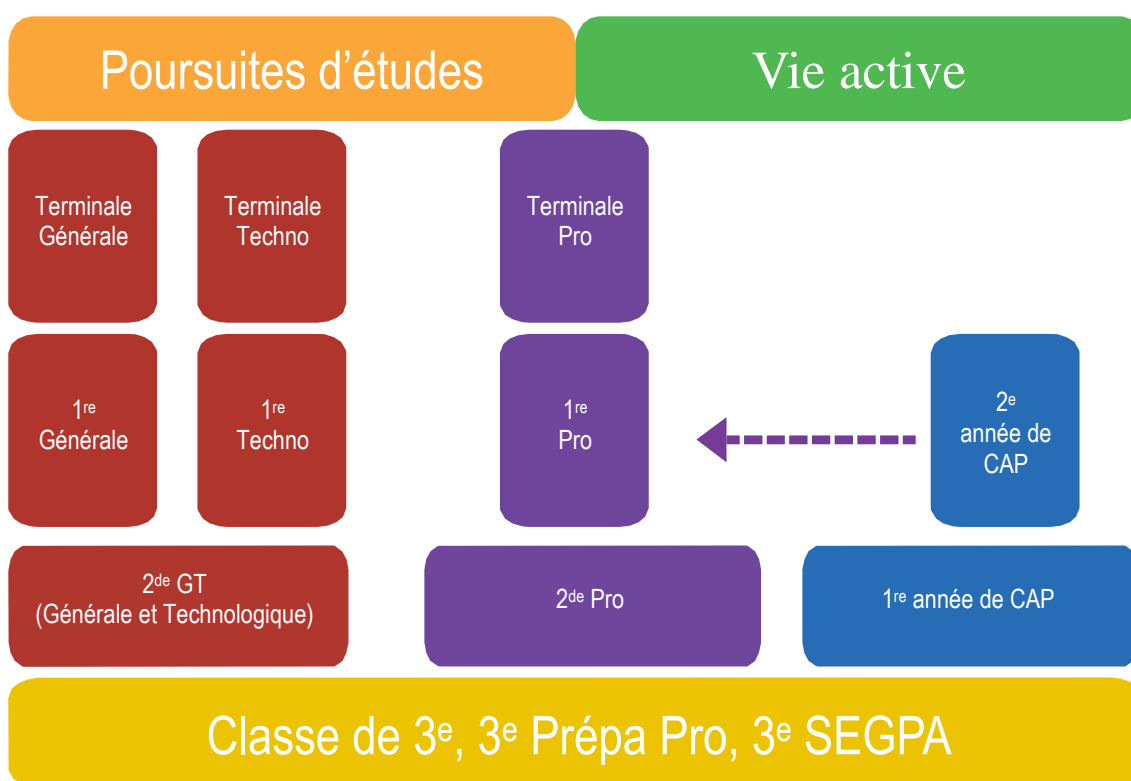 Poursuites d’études
Vie active
Terminale
Générale
Terminale
Techno
Terminale
Pro
1re
Générale
1re
Techno
1re
Pro
2e
année de
CAP
2de GT
(Générale et Technologique)
2de Pro
1re année de CAP
Classe de 3e, 3e Prépa Pro, 3e SEGPA